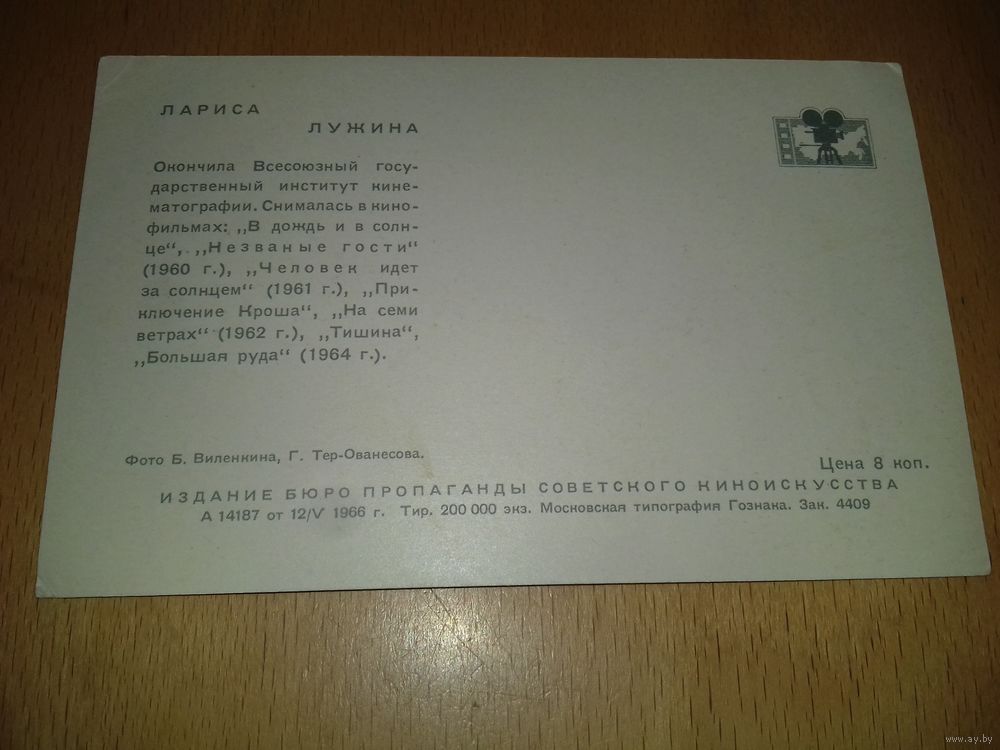 ЛАРИСА
ЛУЖИНА
Окончила Всесоюзный госу-
дарственный институт кине-
матографии. Снималась в кино-
фильмах: „В дождь и в солн-
це“, „Незваные гости“
(1960 г.), „Человек идет
за солнцем“ (1961 г.), „При-
ключение Кроша“, „На семи
ветрах“ (1962 г.), „Тишина“,
„Большая руда“ (1964 г.).
Фото Б. Виленкина, Г. Тер-Ованесова.
Цена 8 коп.
ИЗДАНИЕ БЮРО ПРОПАГАНДЫ СОВЕТСКОГО КИНОИСКУССТВА
А 14187 от 12/V 1966 г. Тир. 200 000 экз. Московская типография Гознака. Зак. 4409
www.ay.by